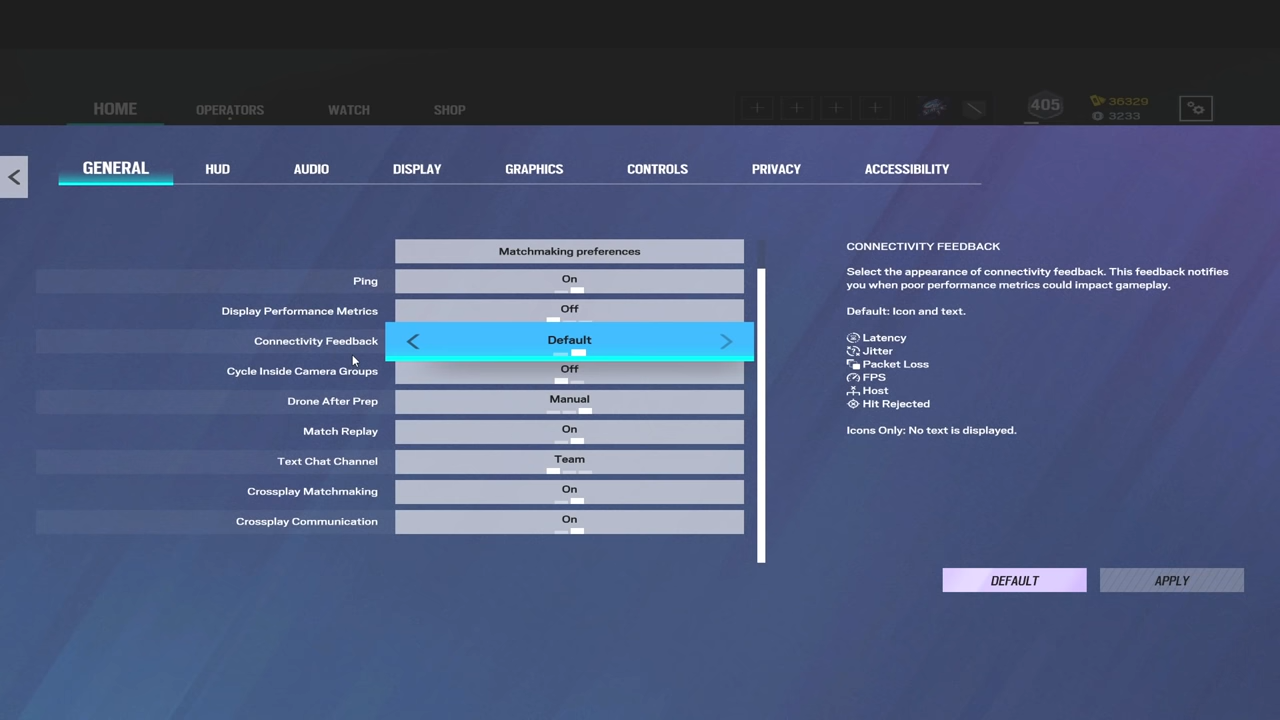 HOME
OPERATORS
WATCH
SHOP
405
36329
3233
GENERAL
HUD
AUDIO
DISPLAY
GRAPHICS
CONTROLS
PRIVACY
ACCESSIBILITY
Matchmaking preferences
Ping
On
Display Performance Metrics
Off
Connectivity Feedback
Default
Cycle Inside Camera Groups
Off
Drone After Prep
Manual
Match Replay
On
Text Chat Channel
Team
Crossplay Matchmaking
On
Crossplay Communication
On
CONNECTIVITY FEEDBACK
Select the appearance of connectivity feedback. This feedback notifies
you when poor performance metrics could impact gameplay.
Default: Icon and text.
Latency
Jitter
Packet Loss
FPS
Host
Hit Rejected
Icons Only: No text is displayed.
DEFAULT
APPLY